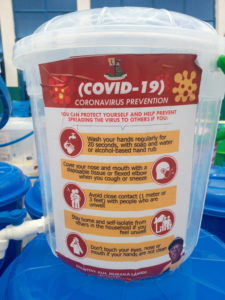 (COVID-19)
CORONAVIRUS PREVENTION
YOU CAN PROTECT YOURSELF AND HELP PREVENT
SPREADING THE VIRUS TO OTHERS IF YOU:
Wash your hands regularly for
20 seconds, with soap and water
or alcohol-based hand rub
Cover your nose and mouth with a
disposable tissue or flexed elbow
when you cough or sneeze
Avoid close contact (1 meter or
3 feet) with people who are
unwell
Stay home and self-isolate from
others in the household if you
feel unwell
Don't touch your eyes, nose or
mouth if your hands are not clean